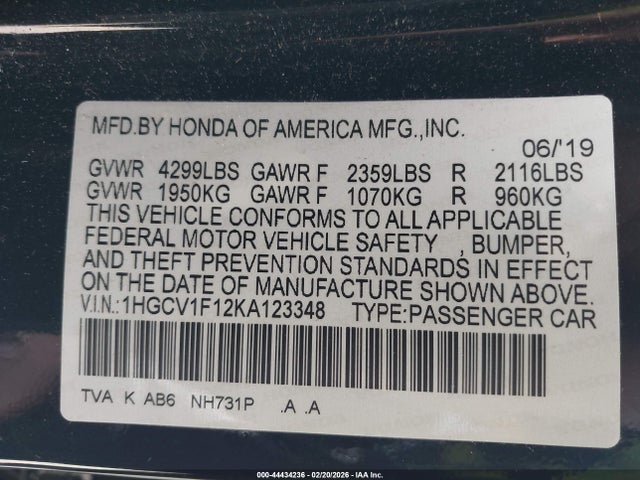 MFD.BY HONDA OF AMERICA MFG.,INC.
06/'19
GVWR 4299LBS GAWR F 2359LBS R 2116LBS
GVWR 1950KG GAWR F 1070KG R 960KG
THIS VEHICLE CONFORMS TO ALL APPLICABLE
FEDERAL MOTOR VEHICLE SAFETY , BUMPER,
AND THEFT PREVENTION STANDARDS IN EFFECT
ON THE DATE OF MANUFACTURE SHOWN ABOVE.
V.I.N.:1HGCV1F12KA123348 TYPE:PASSENGER CAR
TVA K AB6 NH731P .A .A
000-44434236 - 02/20/2026 - IAA Inc.